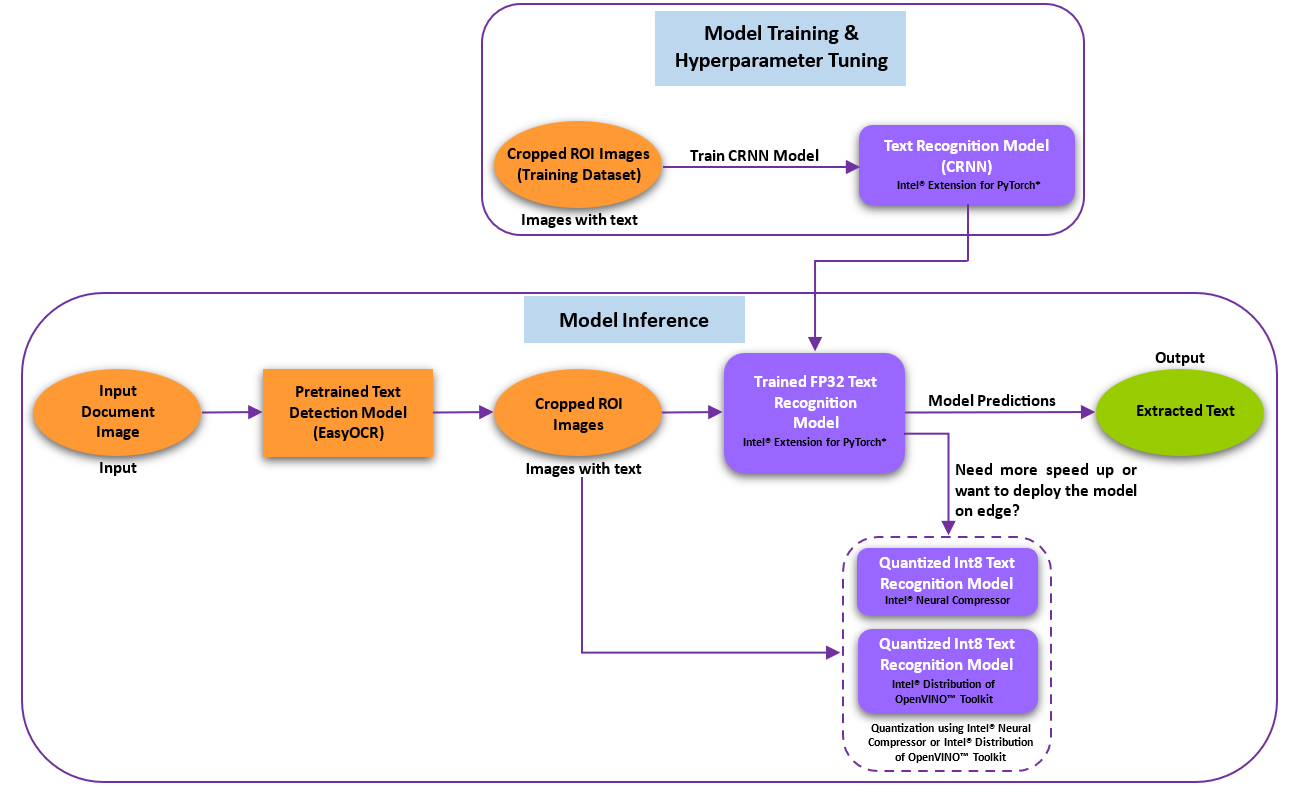 Model Training &
Hyperparameter Tuning
Cropped ROI Images
(Training Dataset)
Images with text
Train CRNN Model
Text Recognition Model
(CRNN)
Intel® Extension for PyTorch*
Model Inference
Input
Document
Image
Input
Pretrained Text
Detection Model
(EasyOCR)
Cropped ROI
Images
Images with text
Trained FP32 Text
Recognition
Model
Intel® Extension for PyTorch*
Model Predictions
Output
Extracted Text
Need more speed up or
want to deploy the model
on edge?
Quantized Int8 Text
Recognition Model
Intel® Neural Compressor
Quantized Int8 Text
Recognition Model
Intel® Distribution of
OpenVINO™ Toolkit
Quantization using Intel® Neural
Compressor or Intel® Distribution
of OpenVINO™ Toolkit